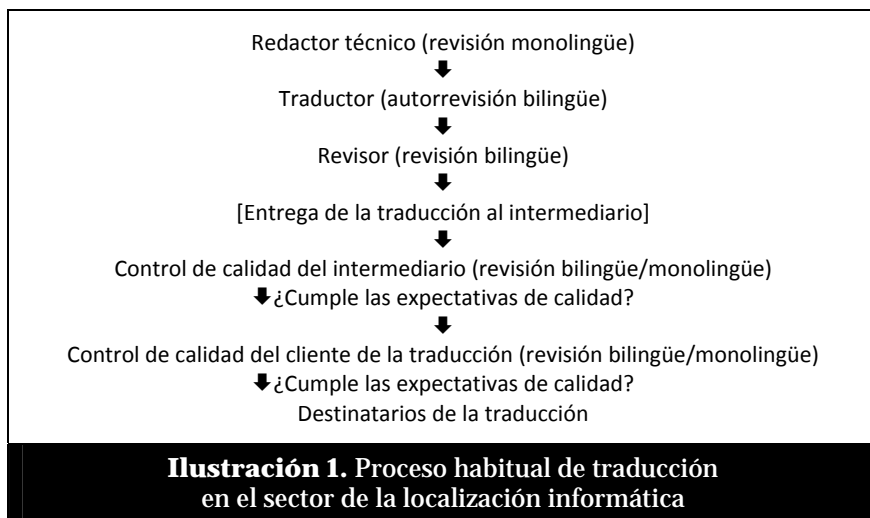 Redactor técnico (revisión monolingüe)
🡇
Traductor (autorrevisión bilingüe)
🡇
Revisor (revisión bilingüe)
🡇
[Entrega de la traducción al intermediario]
🡇
Control de calidad del intermediario (revisión bilingüe/monolingüe)
🡇¿Cumple las expectativas de calidad?
🡇
Control de calidad del cliente de la traducción (revisión bilingüe/monolingüe)
🡇¿Cumple las expectativas de calidad?
Destinatarios de la traducción
Ilustración 1. Proceso habitual de traducción
en el sector de la localización informática